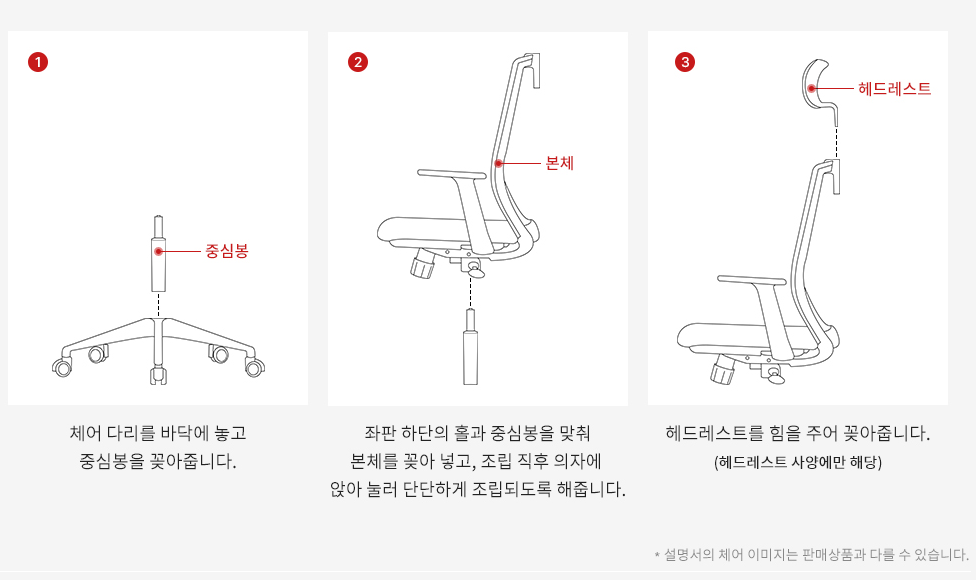 1
중심봉
체어 다리를 바닥에 놓고
중심봉을 꽂아줍니다.
2
본체
좌판 하단의 홀과 중심봉을 맞춰
본체를 꽂아 넣고, 조립 직후 의자에
앉아 눌러 단단하게 조립되도록 해줍니다.
3
헤드레스트
헤드레스트를 힘을 주어 꽂아줍니다.
(헤드레스트 사양에만 해당)
* 설명서의 체어 이미지는 판매상품과 다를 수 있습니다.